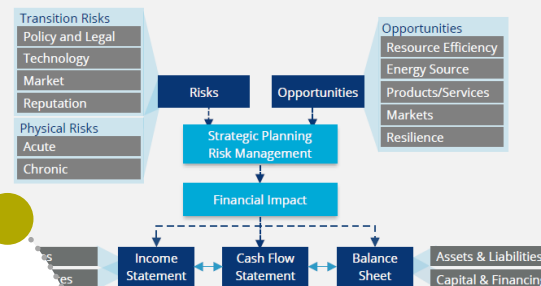 Transition Risks
Policy and Legal
Technology
Market
Reputation
Physical Risks
Acute
Chronic
Risks
Opportunities
Opportunities
Resource Efficiency
Energy Source
Products/Services
Markets
Resilience
Strategic Planning
Risk Management
Financial Impact
Income
Statement
Cash Flow
Statement
Balance
Sheet
Assets & Liabilities
Capital & Financing